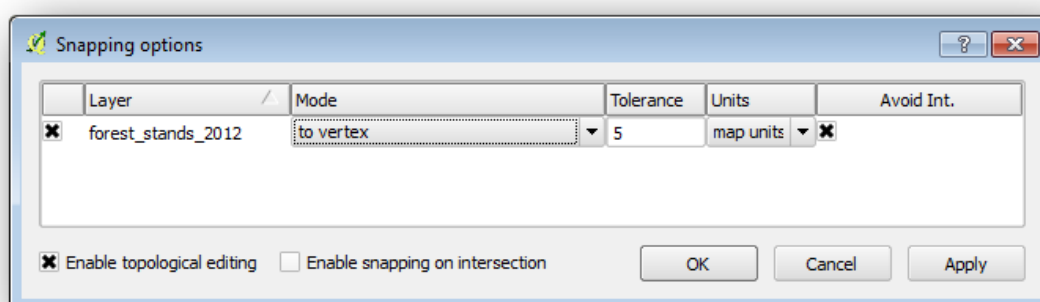 Snapping options
Layer Mode Tolerance Units Avoid Int.
forest_stands_2012 to vertex 5 map units
Enable topological editing Enable snapping on intersection OK Cancel Apply